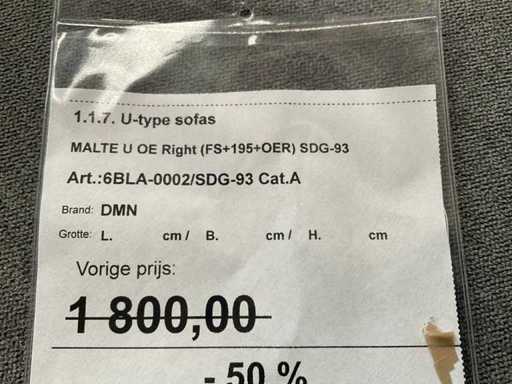 1.1.7. U-type sofas
MALTE U OE Right (FS+195+OER) SDG-93
Art.:6BLA-0002/SDG-93 Cat.A
Brand: DMN
Grotte: L. cm / B. cm / H. cm
Vorige prijs:
1 800,00
- 50 %